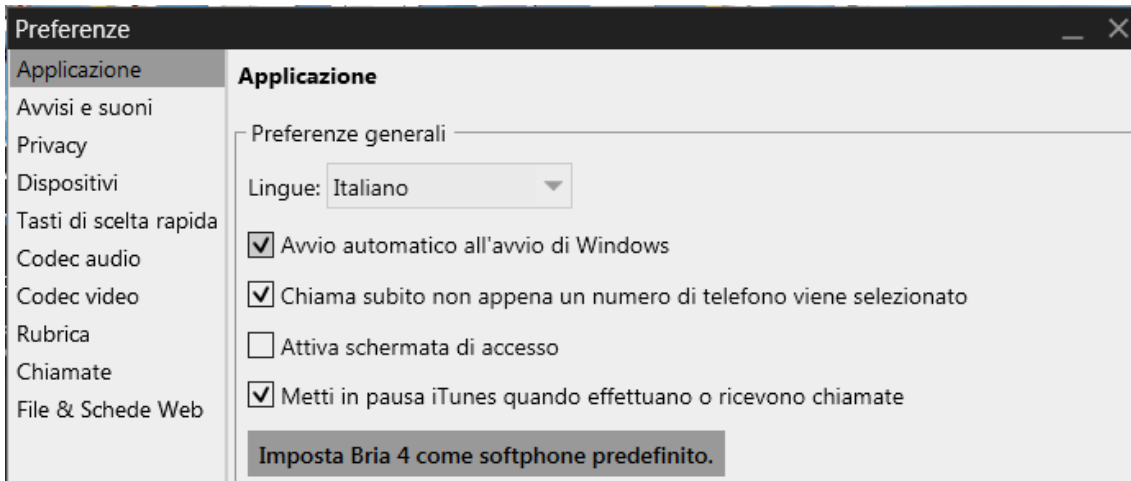 Preferenze
Applicazione
Avvisi e suoni
Privacy
Dispositivi
Tasti di scelta rapida
Codec audio
Codec video
Rubrica
Chiamate
File & Schede Web
Applicazione
Preferenze generali
Lingue: Italiano
Avvio automatico all'avvio di Windows
Chiama subito non appena un numero di telefono viene selezionato
Attiva schermata di accesso
Metti in pausa iTunes quando effettuano o ricevono chiamate
Imposta Bria 4 come softphone predefinito.